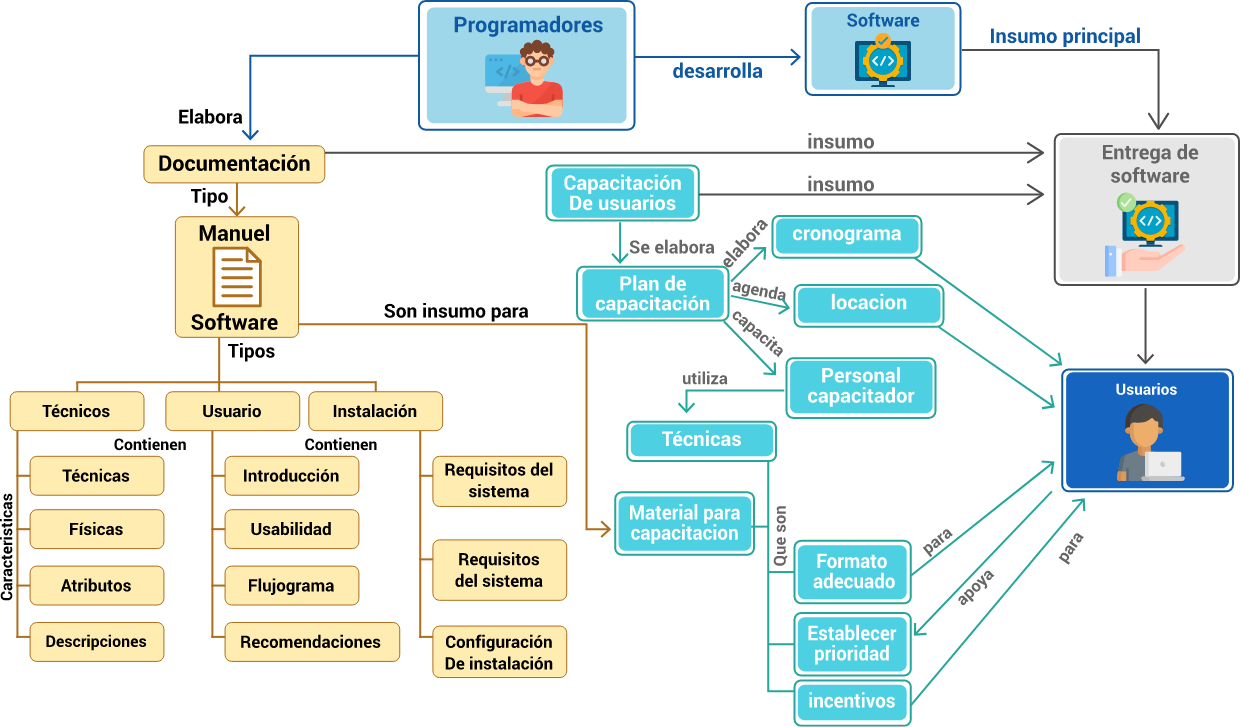 Programadores
Software
Insumo principal
desarrolla
Elabora
Documentación
insumo
Entrega de
software
Capacitación
De usuarios
insumo
Tipo
Manuel
Software
Se elabora
elabora
cronograma
Plan de
capacitación
agenda
locacion
Son insumo para
capacita
Tipos
Personal
capacitador
utiliza
Usuarios
Técnicos
Usuario
Instalación
Técnicas
Contienen
Contienen
Características
Técnicas
Introducción
Requisitos del
sistema
Físicas
Usabilidad
Material para
capacitacion
Que son
Atributos
Flujograma
Requisitos
del sistema
Formato
adecuado
para
apoya
para
Descripciones
Recomendaciones
Configuración
De instalación
Establecer
prioridad
incentivos